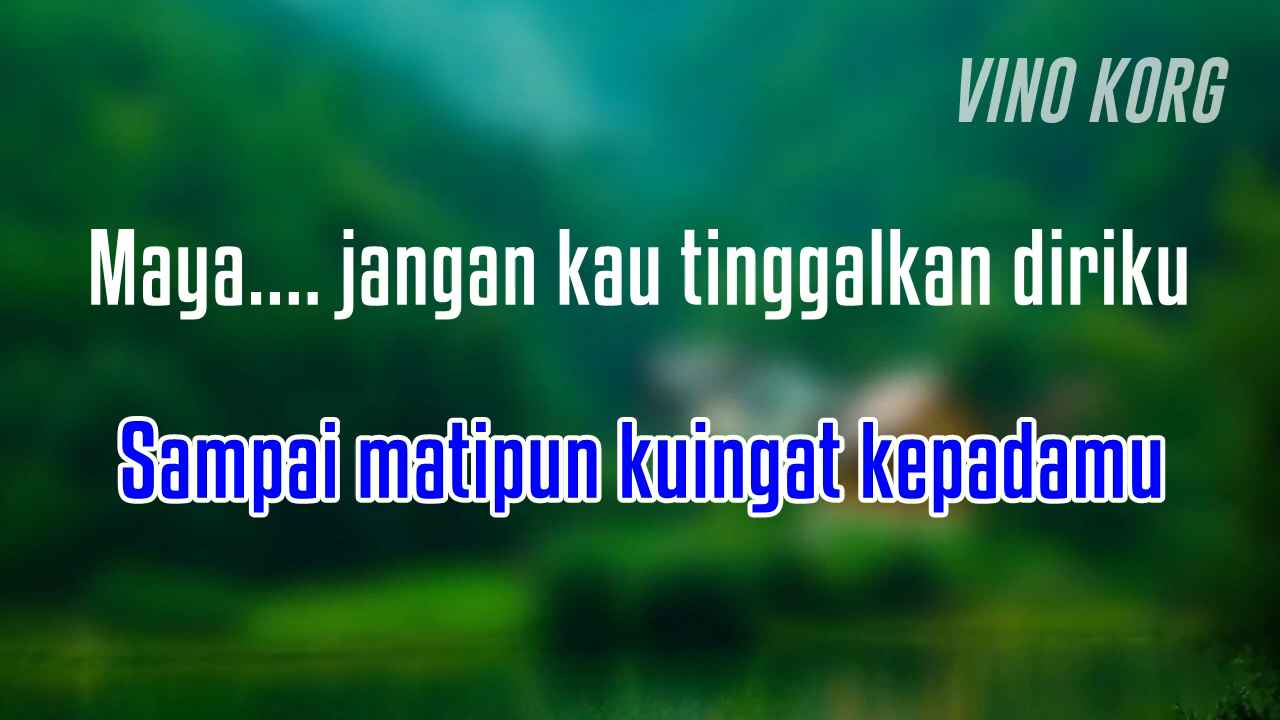 VINO KORG
Maya.... jangan kau tinggalkan diriku
Sampai matipun kuingat kepadamu